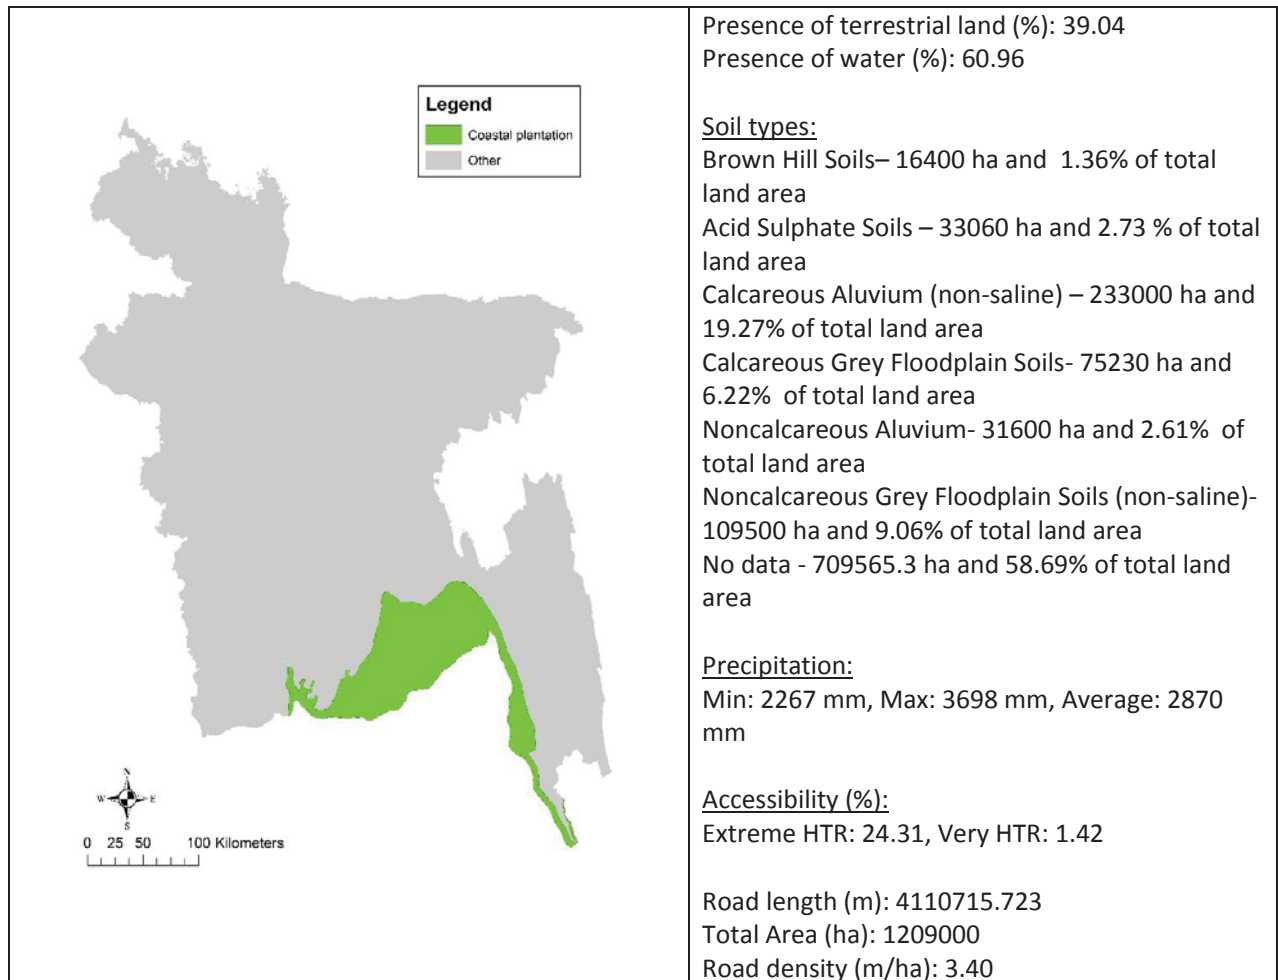 Legend
Coastal plantation
Other
N
W E
S
0 25 50 100 Kilometers
Presence of terrestrial land (%): 39.04
Presence of water (%): 60.96
Soil types:
Brown Hill Soils– 16400 ha and 1.36% of total
land area
Acid Sulphate Soils – 33060 ha and 2.73 % of total
land area
Calcareous Aluvium (non-saline) – 233000 ha and
19.27% of total land area
Calcareous Grey Floodplain Soils- 75230 ha and
6.22% of total land area
Noncalcareous Aluvium- 31600 ha and 2.61% of
total land area
Noncalcareous Grey Floodplain Soils (non-saline)-
109500 ha and 9.06% of total land area
No data - 709565.3 ha and 58.69% of total land
area
Precipitation:
Min: 2267 mm, Max: 3698 mm, Average: 2870
mm
Accessibility (%):
Extreme HTR: 24.31, Very HTR: 1.42
Road length (m): 4110715.723
Total Area (ha): 1209000
Road density (m/ha): 3.40